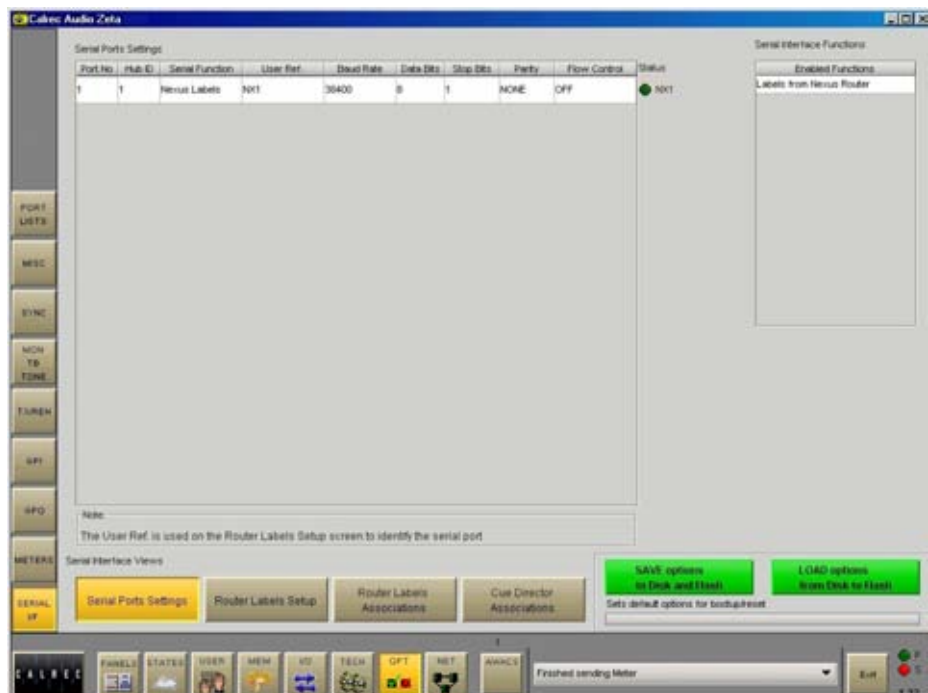 Calrec Audio Zeta
Serial Ports Settings
Serial Interface Functions
Port No Hub ID Serial Function User Ref. Baud Rate Data Bits Stop Bits Parity Flow Control Status
Enabled Functions
1 1 Nexus Labels NX1 38400 8 1 NONE OFF NX1
Labels from Nexus Router
PORT
LISTS
MISC
SYNC
MON
TB
TONE
TX/REH
GPI
GPO
METERS
SERIAL
I/F
Note:
The User Ref. is used on the Router Labels Setup screen to identify the serial port
Serial Interface Views
Serial Ports Settings
Router Labels Setup
Router Labels
Associations
Cue Director
Associations
SAVE options
to Disk and Flash
LOAD options
from Disk to Flash
Sets default options for bootup/reset
CALREC
PANELS STATES USER MEM I/O TECH OPT NET AWACS
Finished sending Meter
Exit
P
S